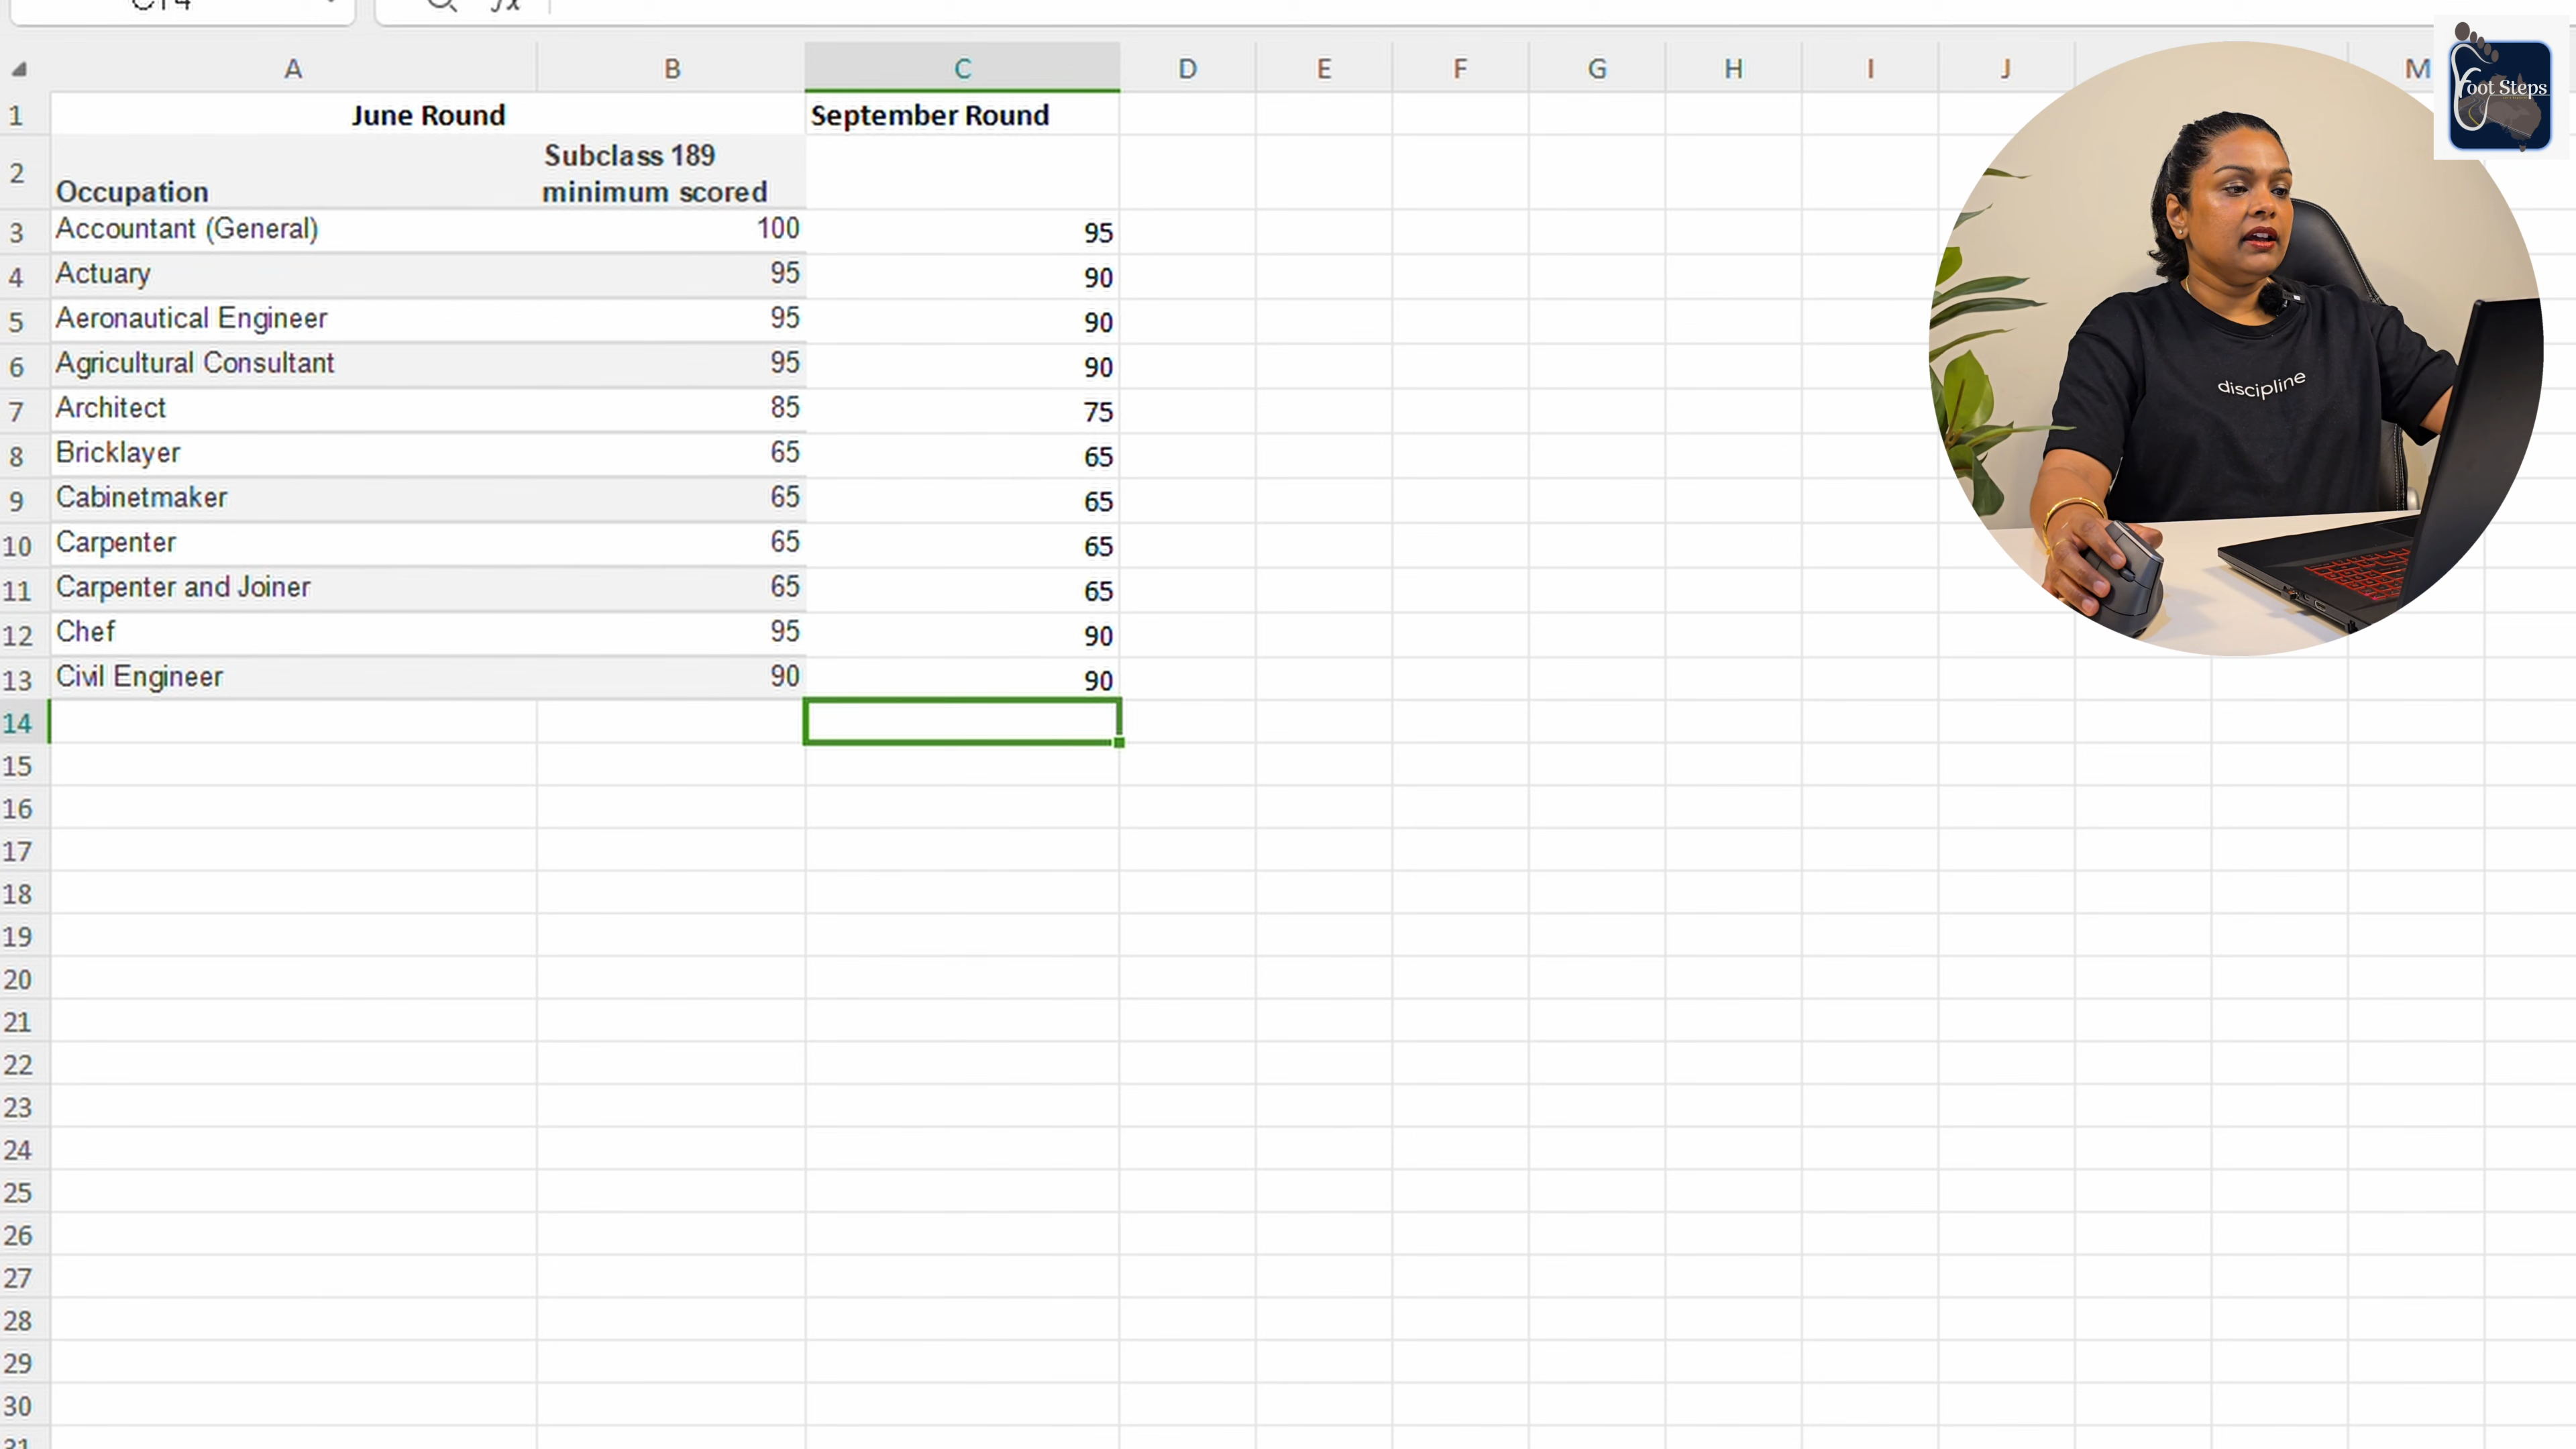 C14
fx
A B C D E F G H I J M
1 June Round September Round
2 Occupation Subclass 189
minimum scored
3 Accountant (General) 100 95
4 Actuary 95 90
5 Aeronautical Engineer 95 90
6 Agricultural Consultant 95 90
7 Architect 85 75
8 Bricklayer 65 65
9 Cabinetmaker 65 65
10 Carpenter 65 65
11 Carpenter and Joiner 65 65
12 Chef 95 90
13 Civil Engineer 90 90
14
15
16
17
18
19
20
21
22
23
24
25
26
27
28
29
30
31
Foot Steps
discipline